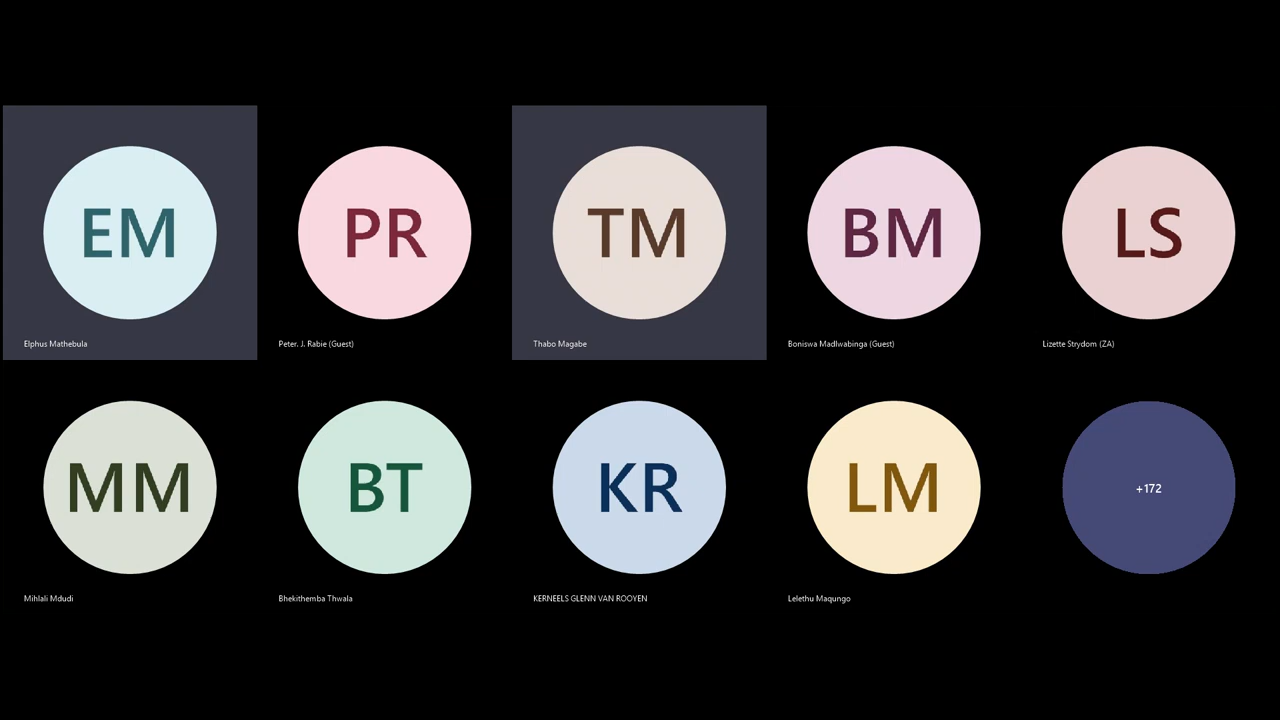 EM
PR
TM
BM
LS
Elphus Mathebula
Peter. J. Rabie (Guest)
Thabo Magabe
Boniswa Madlwabinga (Guest)
Lizette Strydom (ZA)
MM
BT
KR
LM
+172
Mihlali Mdudi
Bhekithemba Thwala
KERNEELS GLENN VAN ROOYEN
Lelethu Maqungo